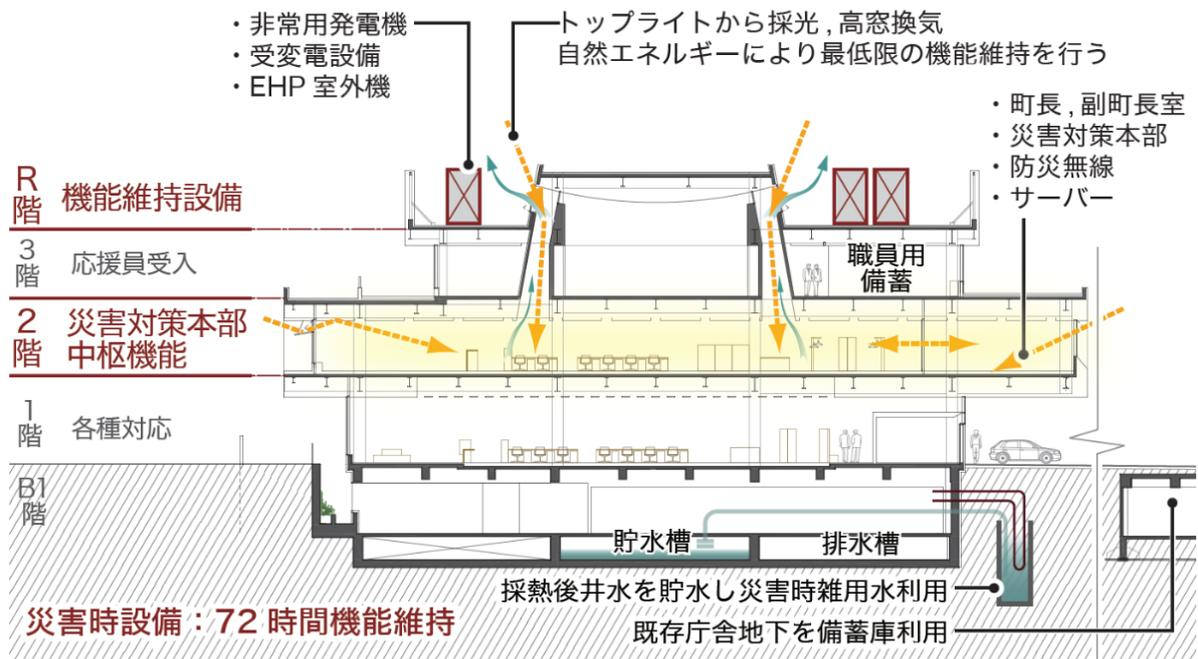 ・非常用発電機
・受変電設備
・EHP 室外機
トップライトから採光 , 高窓換気
自然エネルギーにより最低限の機能維持を行う
・町長 , 副町長室
・災害対策本部
・防災無線
・サーバー
R階 機能維持設備
3階 応援員受入
職員用
備蓄
2階 災害対策本部
中枢機能
1階 各種対応
B1階
貯水槽
排水槽
採熱後井水を貯水し災害時雑用水利用
既存庁舎地下を備蓄庫利用
災害時設備：72 時間機能維持